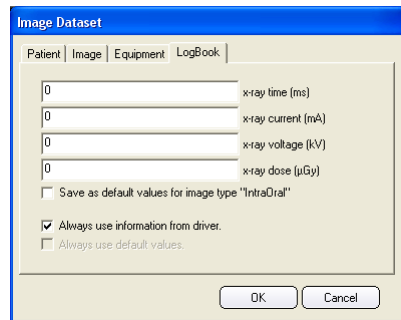 Image Dataset
Patient Image Equipment LogBook
0 x-ray time (ms)
0 x-ray current (mA)
0 x-ray voltage (kV)
0 x-ray dose (µGy)
Save as default values for image type "IntraOral"
Always use information from driver.
Always use default values.
OK Cancel